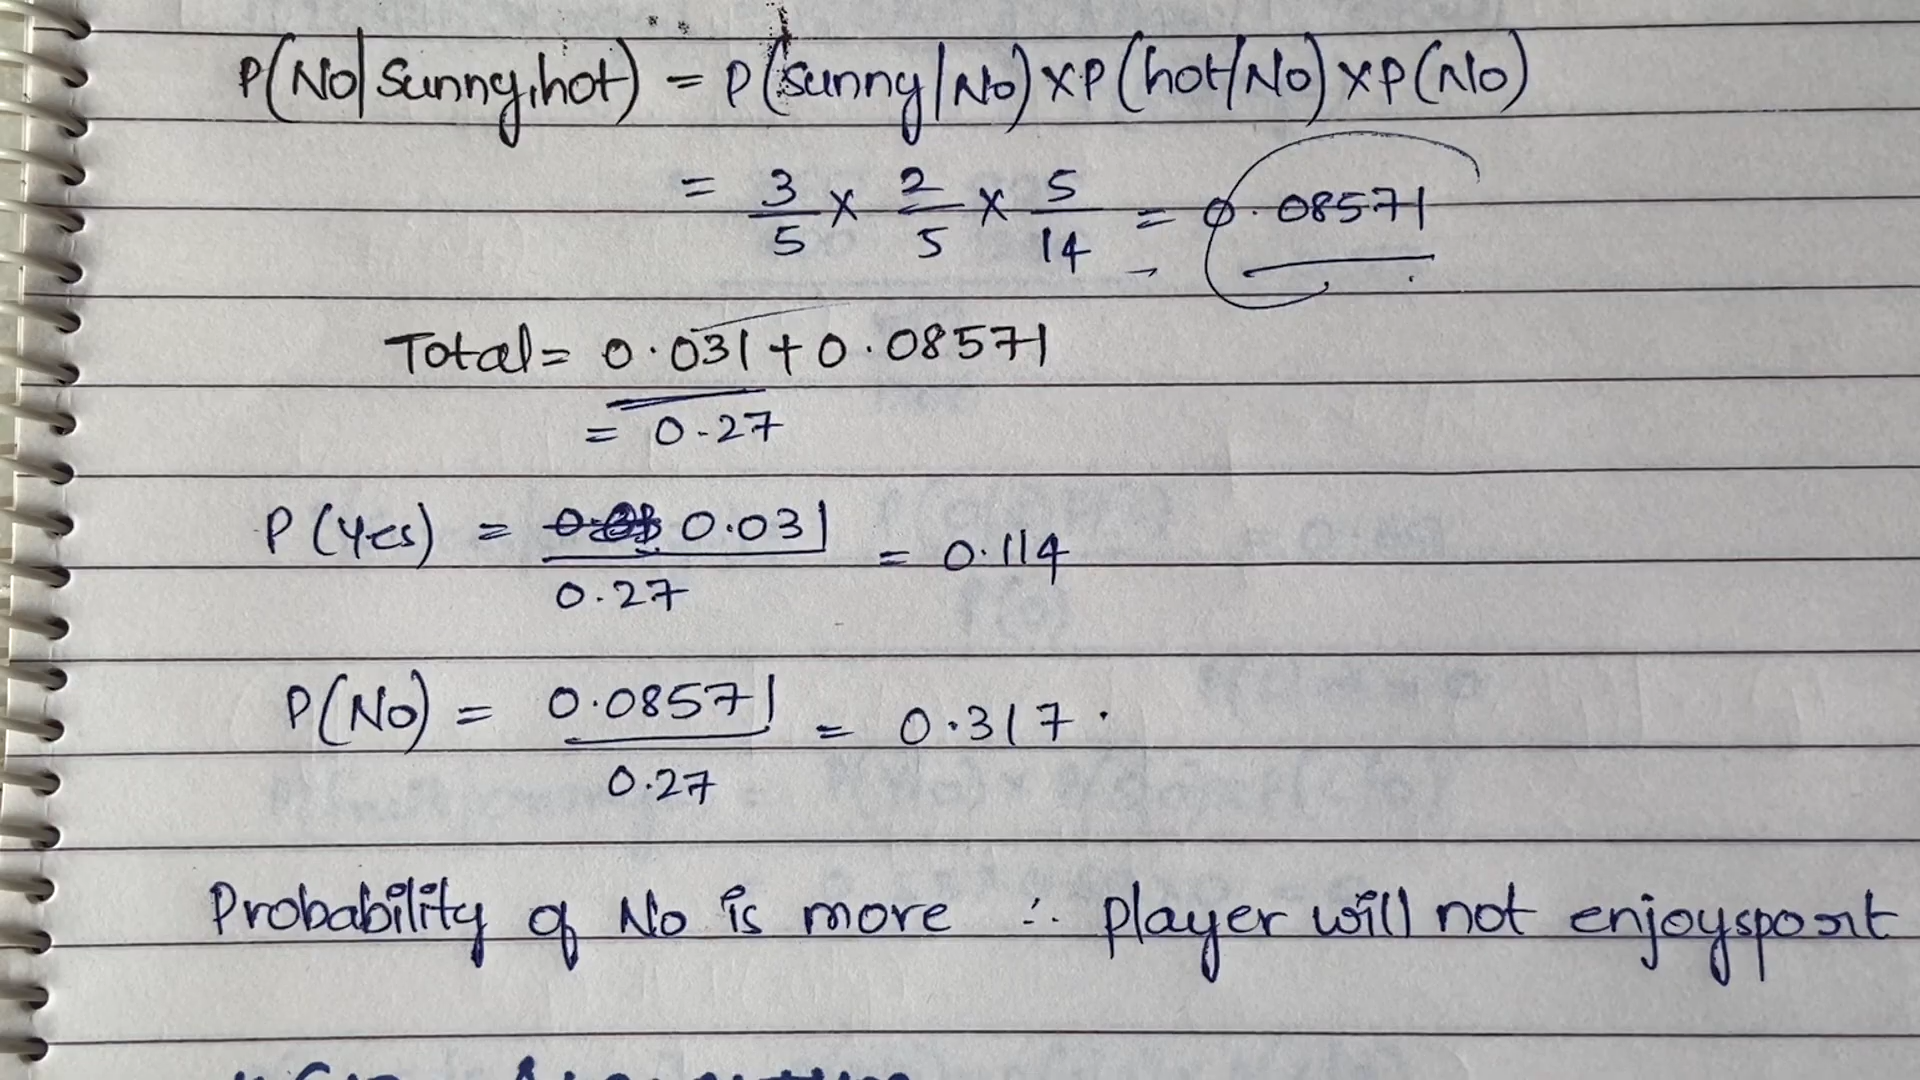 P(No|Sunny,hot) = P(sunny|No)×P(hot/No)×P(No)
= 3/5 × 2/5 × 5/14 = 0.08571
Total= 0.031+0.08571
= 0.27
P(Yes) = 0.031/0.27 = 0.114
P(No) = 0.08571/0.27 = 0.317.
Probability of No is more ∴ player will not enjoysport